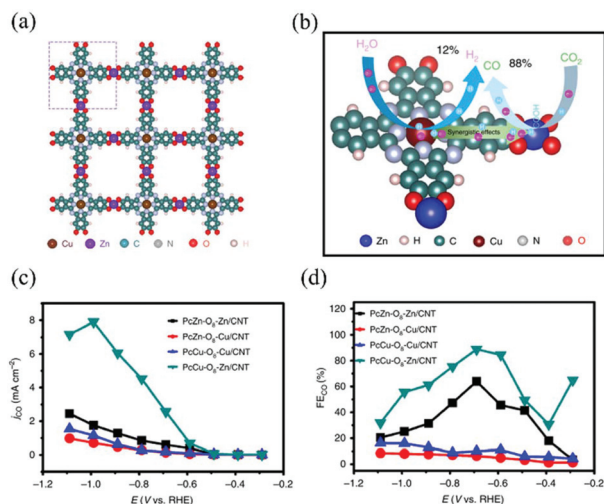 (a)
Cu Zn C N O H
(b)
H₂O 12% H₂ CO 88% CO₂
Synergistic effects
Zn H C Cu N O
(c)
jCO (mA cm⁻²)
8
6
4
2
0
PcZn-O₈-Zn/CNT
PcZn-O₈-Cu/CNT
PcCu-O₈-Cu/CNT
PcCu-O₈-Zn/CNT
−1.2 −1.0 −0.8 −0.6 −0.4 −0.2
E (V vs. RHE)
(d)
FECO (%)
120
100
80
60
40
20
0
PcZn-O₈-Zn/CNT
PcZn-O₈-Cu/CNT
PcCu-O₈-Cu/CNT
PcCu-O₈-Zn/CNT
−1.2 −1.0 −0.8 −0.6 −0.4 −0.2
E (V vs. RHE)